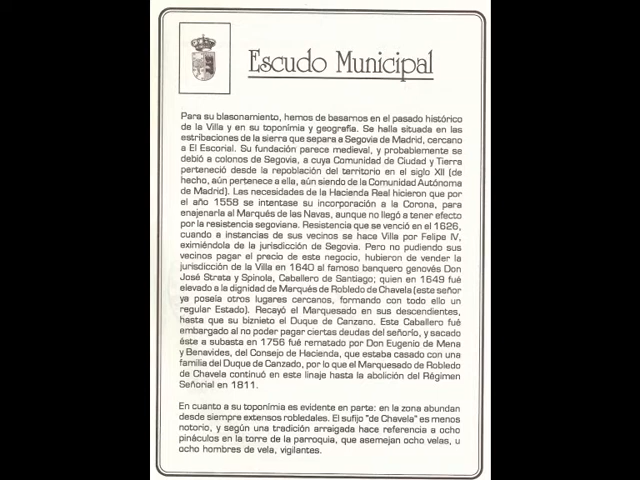 Escudo Municipal
Para su blasonamiento, hemos de basarnos en el pasado histórico
de la Villa y en su toponímia y geografía. Se halla situada en las
estribaciones de la sierra que separa a Segovia de Madrid, cercano
a El Escorial. Su fundación parece medieval, y probablemente se
debió a colonos de Segovia, a cuya Comunidad de Ciudad y Tierra
perteneció desde la repoblación del territorio en el siglo XII (de
hecho, aún pertenece a ella, aún siendo de la Comunidad Autónoma
de Madrid). Las necesidades de la Hacienda Real hicieron que por
el año 1558 se intentase su incorporación a la Corona, para
enajenarla al Marqués de las Navas, aunque no llegó a tener efecto
por la resistencia segoviana. Resistencia que se venció en el 1626,
cuando a instancias de sus vecinos se hace Villa por Felipe IV,
eximiéndola de la jurisdicción de Segovia. Pero no pudiendo sus
vecinos pagar el precio de este negocio, hubieron de vender la
jurisdicción de la Villa en 1640 al famoso banquero genovés Don
José Strata y Spínola, Caballero de Santiago; quien en 1649 fué
elevado a la dignidad de Marqués de Robledo de Chavela (este señor
ya poseía otros lugares cercanos, formando con todo ello un
regular Estado). Recayó el Marquesado en sus descendientes,
hasta que su biznieto el Duque de Canzano. Este Caballero fué
embargado al no poder pagar ciertas deudas del señorío, y sacado
éste a subasta en 1756 fué rematado por Don Eugenio de Mena
y Benavides, del Consejo de Hacienda, que estaba casado con una
familia del Duque de Canzado, por lo que el Marquesado de Robledo
de Chavela continuó en este linaje hasta la abolición del Régimen
Señorial en 1811.
En cuanto a su toponímia es evidente en parte: en la zona abundan
desde siempre extensos robledales. El sufijo "de Chavela" es menos
notorio, y según una tradición arraigada hace referencia a ocho
pináculos en la torre de la parroquia, que asemejan ocho velas, u
ocho hombres de vela, vigilantes.